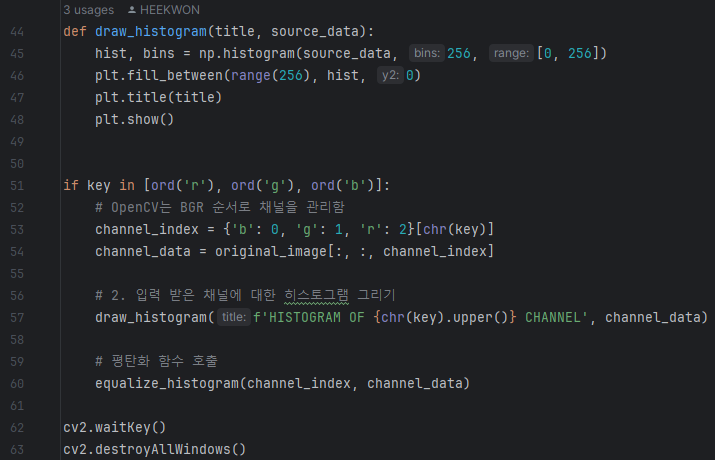 3 usages HEEKWON
44 def draw_histogram(title, source_data):
45 hist, bins = np.histogram(source_data, bins: 256, range: [0, 256])
46 plt.fill_between(range(256), hist, y2: 0)
47 plt.title(title)
48 plt.show()
49
50
51 if key in [ord('r'), ord('g'), ord('b')]:
52 # OpenCV는 BGR 순서로 채널을 관리함
53 channel_index = {'b': 0, 'g': 1, 'r': 2}[chr(key)]
54 channel_data = original_image[:, :, channel_index]
55
56 # 2. 입력 받은 채널에 대한 히스토그램 그리기
57 draw_histogram( title: f'HISTOGRAM OF {chr(key).upper()} CHANNEL', channel_data)
58
59 # 평탄화 함수 호출
60 equalize_histogram(channel_index, channel_data)
61
62 cv2.waitKey()
63 cv2.destroyAllWindows()